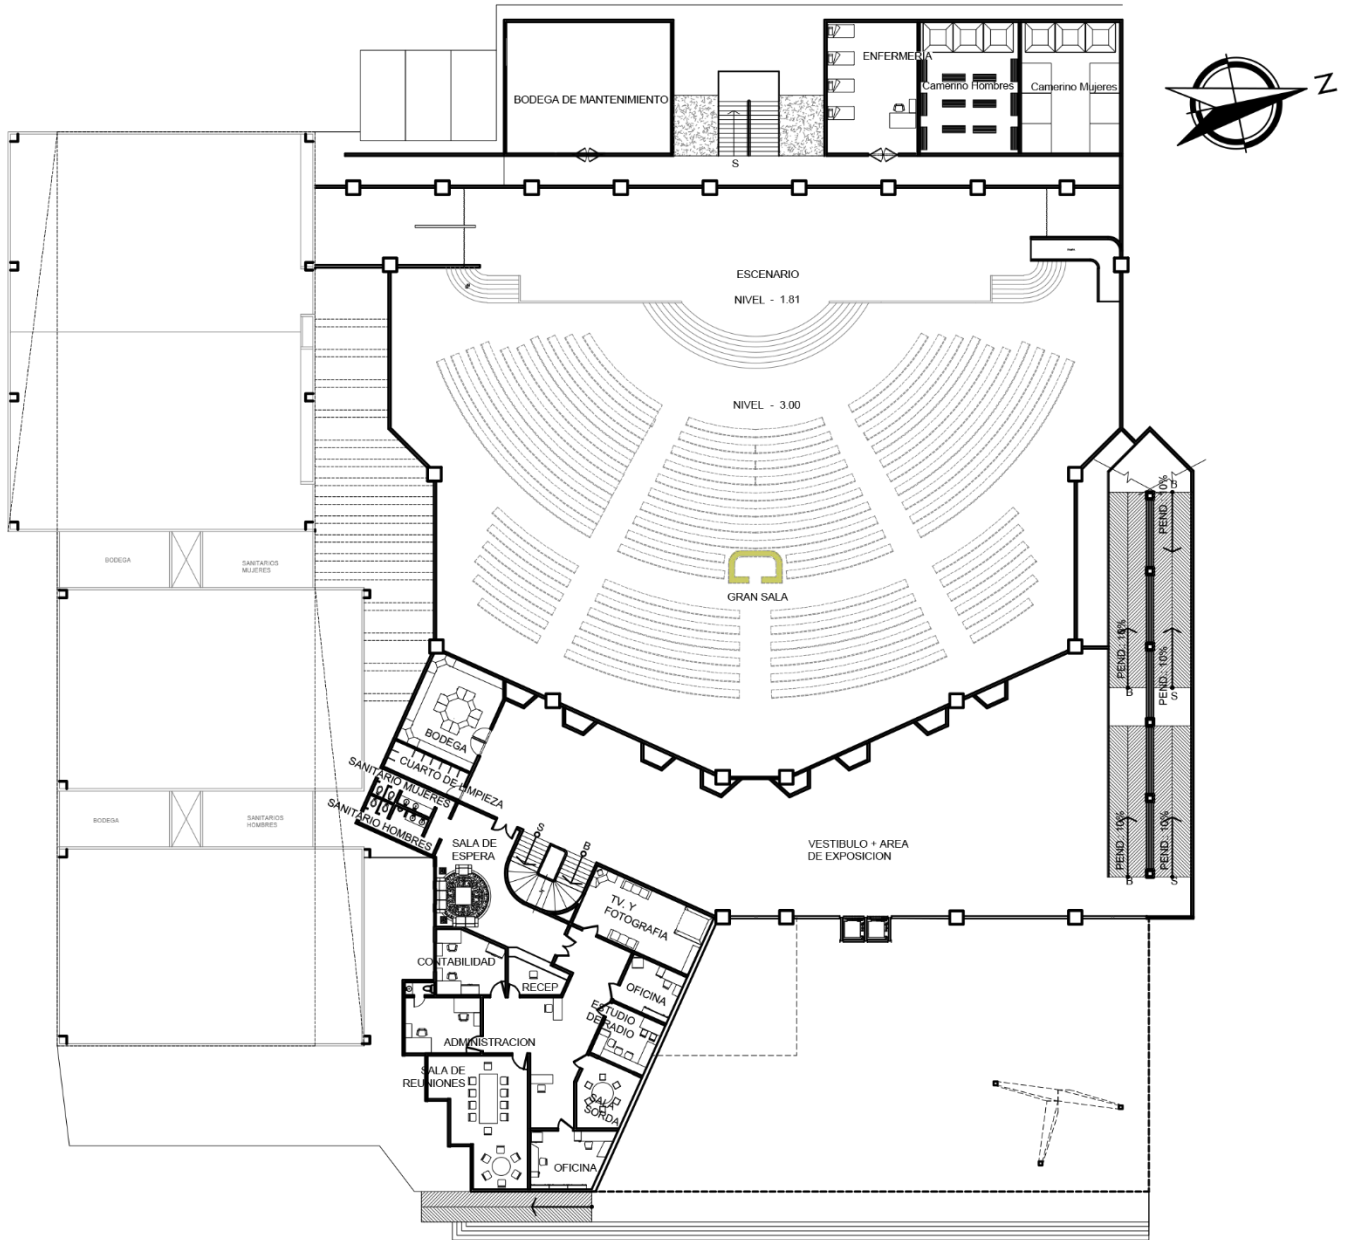 ENFERMERIA
Camerino Hombres
Camerino Mujeres
N
BODEGA DE MANTENIMIENTO
S
ESCENARIO
NIVEL - 1.81
NIVEL - 3.00
GRAN SALA
BODEGA
SANITARIOS
MUJERES
B
PEND. 10%
PEND. 10%
PEND. 10%
B
S
BODEGA
CUARTO DE LIMPIEZA
SANITARIO MUJERES
SANITARIO HOMBRES
BODEGA
SANITARIOS
HOMBRES
S
B
SALA DE
ESPERA
VESTIBULO + AREA
DE EXPOSICION
PEND. 10%
PEND. 10%
B
S
TV. Y
FOTOGRAFIA
CONTABILIDAD
RECEP
OFICINA
ESTUDIO
DE RADIO
ADMINISTRACION
SALA DE
REUNIONES
SALA
SORDA
OFICINA